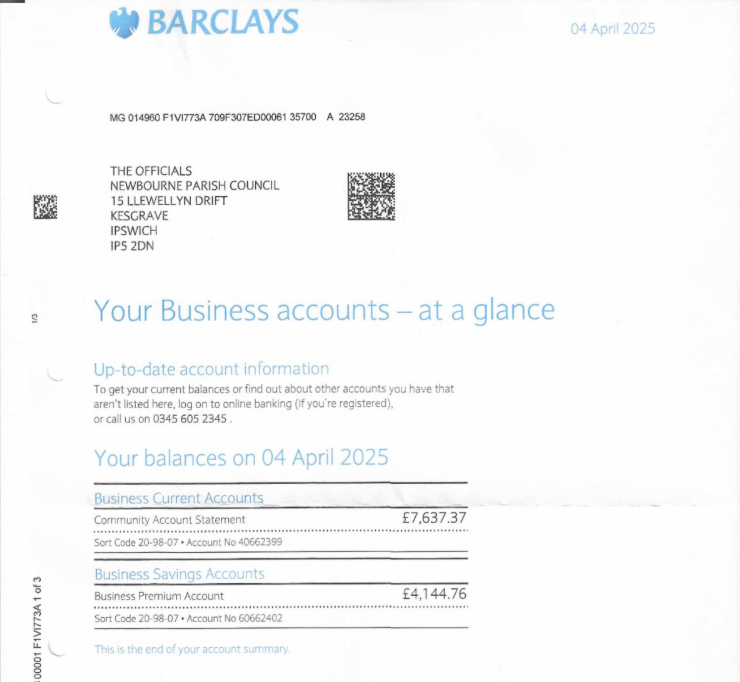 BARCLAYS
04 April 2025
MG 014960 F1VI773A 709F307ED00061 35700 A 23258
THE OFFICIALS
NEWBOURNE PARISH COUNCIL
15 LLEWELLYN DRIFT
KESGRAVE
IPSWICH
IP5 2DN
1/3
Your Business accounts – at a glance
Up-to-date account information
To get your current balances or find out about other accounts you have that
aren't listed here, log on to online banking (if you're registered),
or call us on 0345 605 2345 .
Your balances on 04 April 2025
Business Current Accounts
Community Account Statement £7,637.37
Sort Code 20-98-07 • Account No 40662399
Business Savings Accounts
Business Premium Account £4,144.76
Sort Code 20-98-07 • Account No 60662402
This is the end of your account summary.
00001 F1VI773A 1 of 3